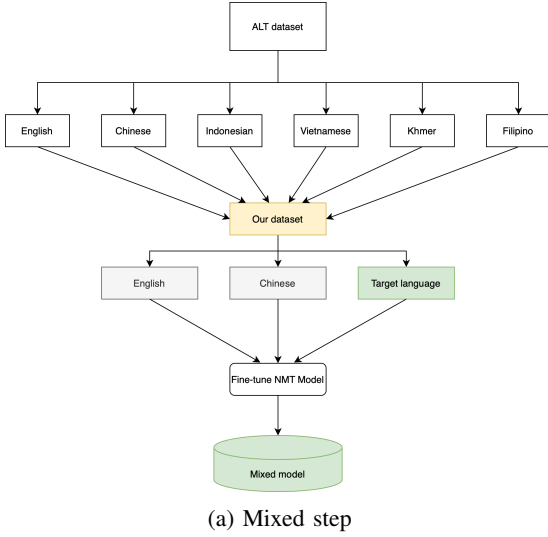 ALT dataset
English
Chinese
Indonesian
Vietnamese
Khmer
Filipino
Our dataset
English
Chinese
Target language
Fine-tune NMT Model
Mixed model
(a) Mixed step